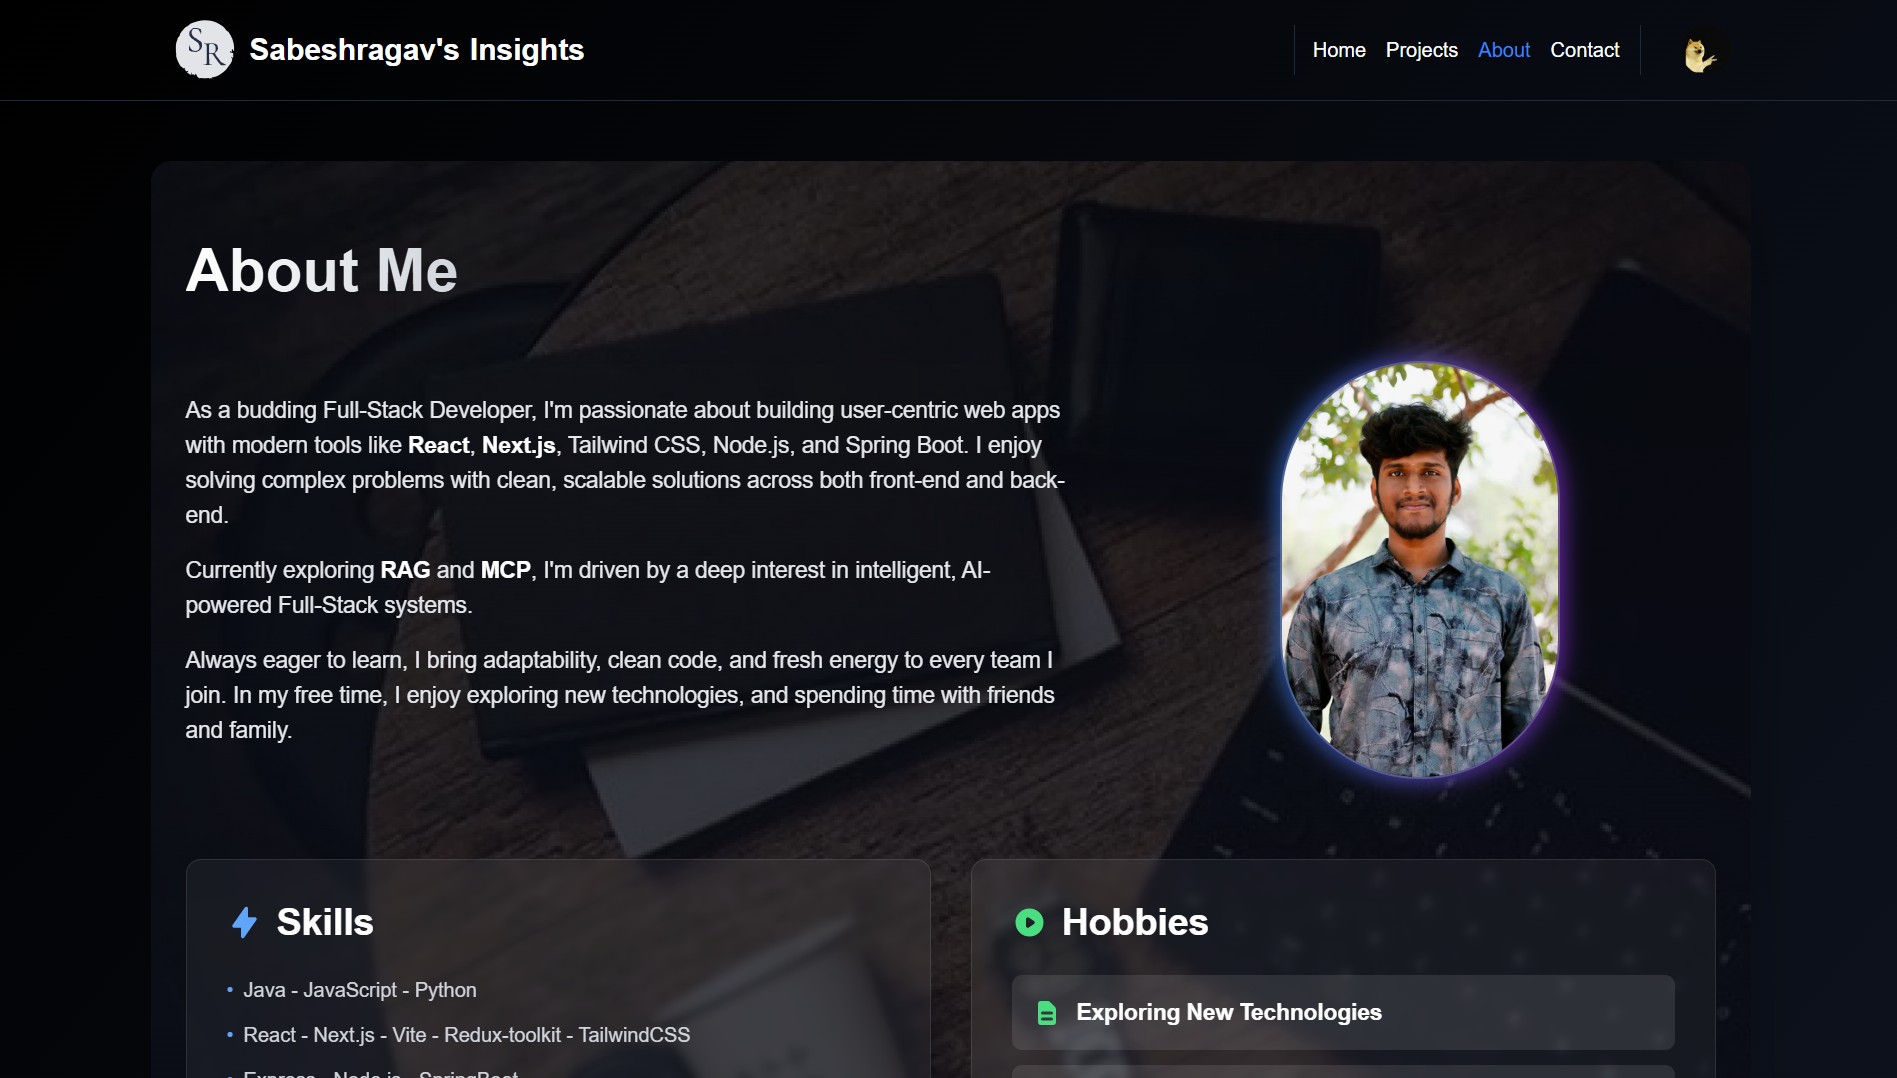 SR
Sabeshragav's Insights
Home
Projects
About
Contact
About Me
As a budding Full-Stack Developer, I'm passionate about building user-centric web apps
with modern tools like React, Next.js, Tailwind CSS, Node.js, and Spring Boot. I enjoy
solving complex problems with clean, scalable solutions across both front-end and back-
end.
Currently exploring RAG and MCP, I'm driven by a deep interest in intelligent, AI-
powered Full-Stack systems.
Always eager to learn, I bring adaptability, clean code, and fresh energy to every team I
join. In my free time, I enjoy exploring new technologies, and spending time with friends
and family.
Skills
• Java - JavaScript - Python
• React - Next.js - Vite - Redux-toolkit - TailwindCSS
• Express - Node.js - SpringBoot
Hobbies
Exploring New Technologies